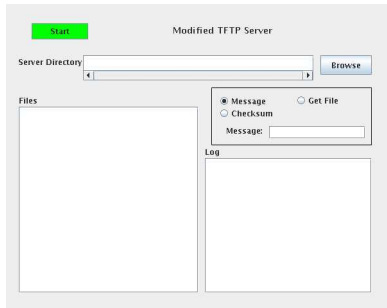 Start
Modified TFTP Server
Server Directory
Browse
Message
Get File
Checksum
Message:
Files
Log